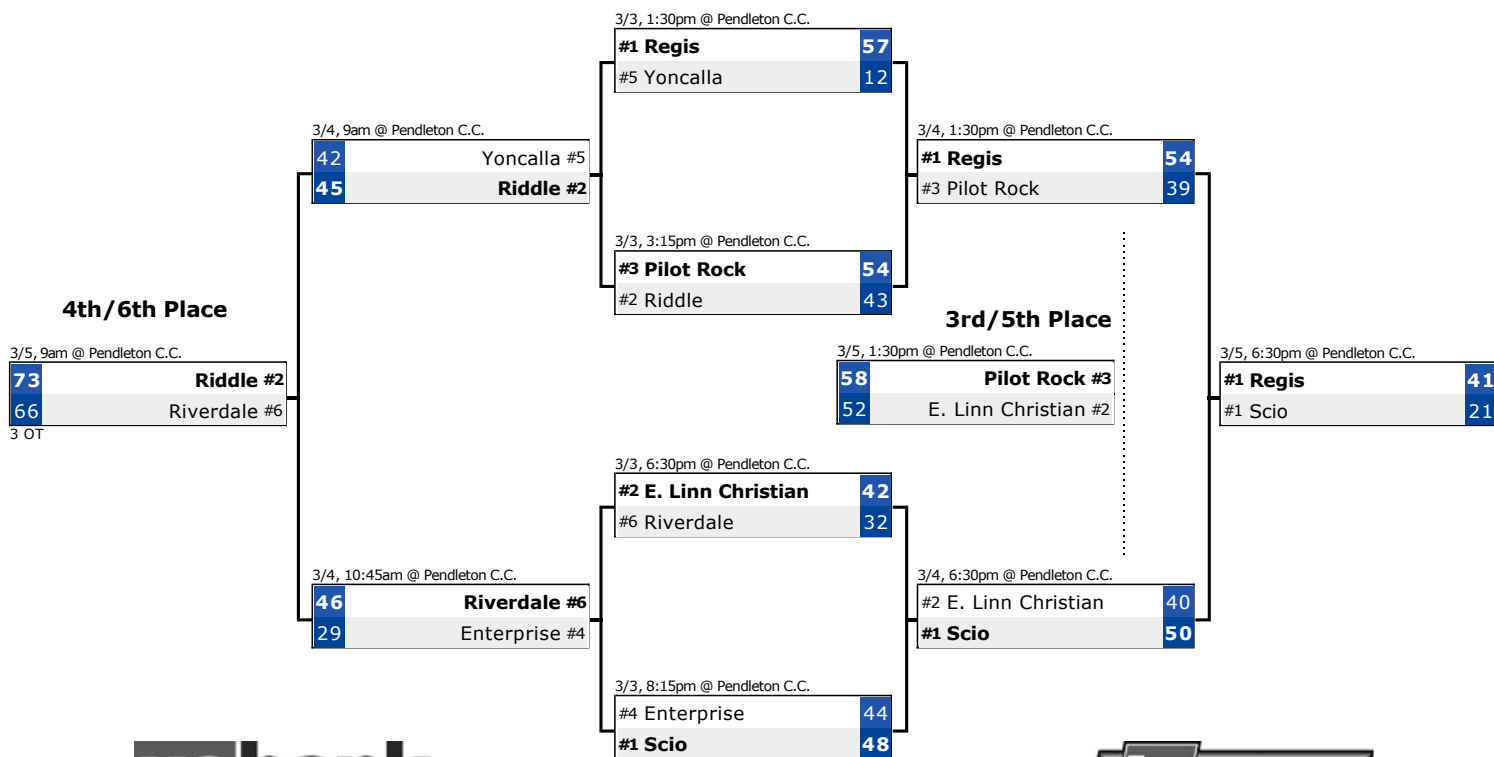 3/3, 1:30pm @ Pendleton C.C.
#1 Regis 57
#5 Yoncalla 12
3/4, 9am @ Pendleton C.C.
42 Yoncalla #5
45 Riddle #2
3/4, 1:30pm @ Pendleton C.C.
#1 Regis 54
#3 Pilot Rock 39
3/3, 3:15pm @ Pendleton C.C.
#3 Pilot Rock 54
#2 Riddle 43
4th/6th Place
3/5, 9am @ Pendleton C.C.
73 Riddle #2
66 Riverdale #6
3 OT
3rd/5th Place
3/5, 1:30pm @ Pendleton C.C.
58 Pilot Rock #3
52 E. Linn Christian #2
3/5, 6:30pm @ Pendleton C.C.
#1 Regis 41
#1 Scio 21
3/3, 6:30pm @ Pendleton C.C.
#2 E. Linn Christian 42
#6 Riverdale 32
3/4, 10:45am @ Pendleton C.C.
46 Riverdale #6
29 Enterprise #4
3/4, 6:30pm @ Pendleton C.C.
#2 E. Linn Christian 40
#1 Scio 50
3/3, 8:15pm @ Pendleton C.C.
#4 Enterprise 44
#1 Scio 48